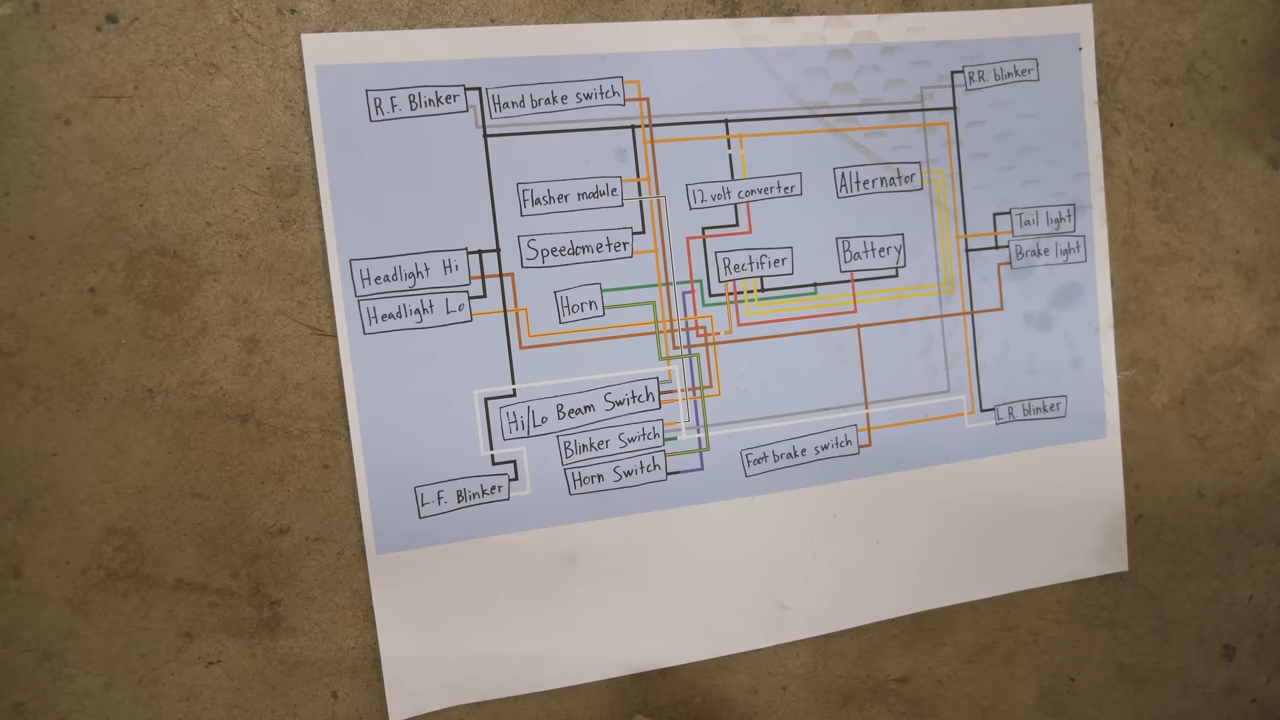 R.F. Blinker
Hand brake switch
R.R. blinker
Flasher module
12 volt converter
Alternator
Tail light
Speedometer
Rectifier
Battery
Brake light
Headlight Hi
Headlight Lo
Horn
Hi/Lo Beam Switch
Blinker Switch
Horn Switch
Foot brake switch
L.R. blinker
L.F. Blinker